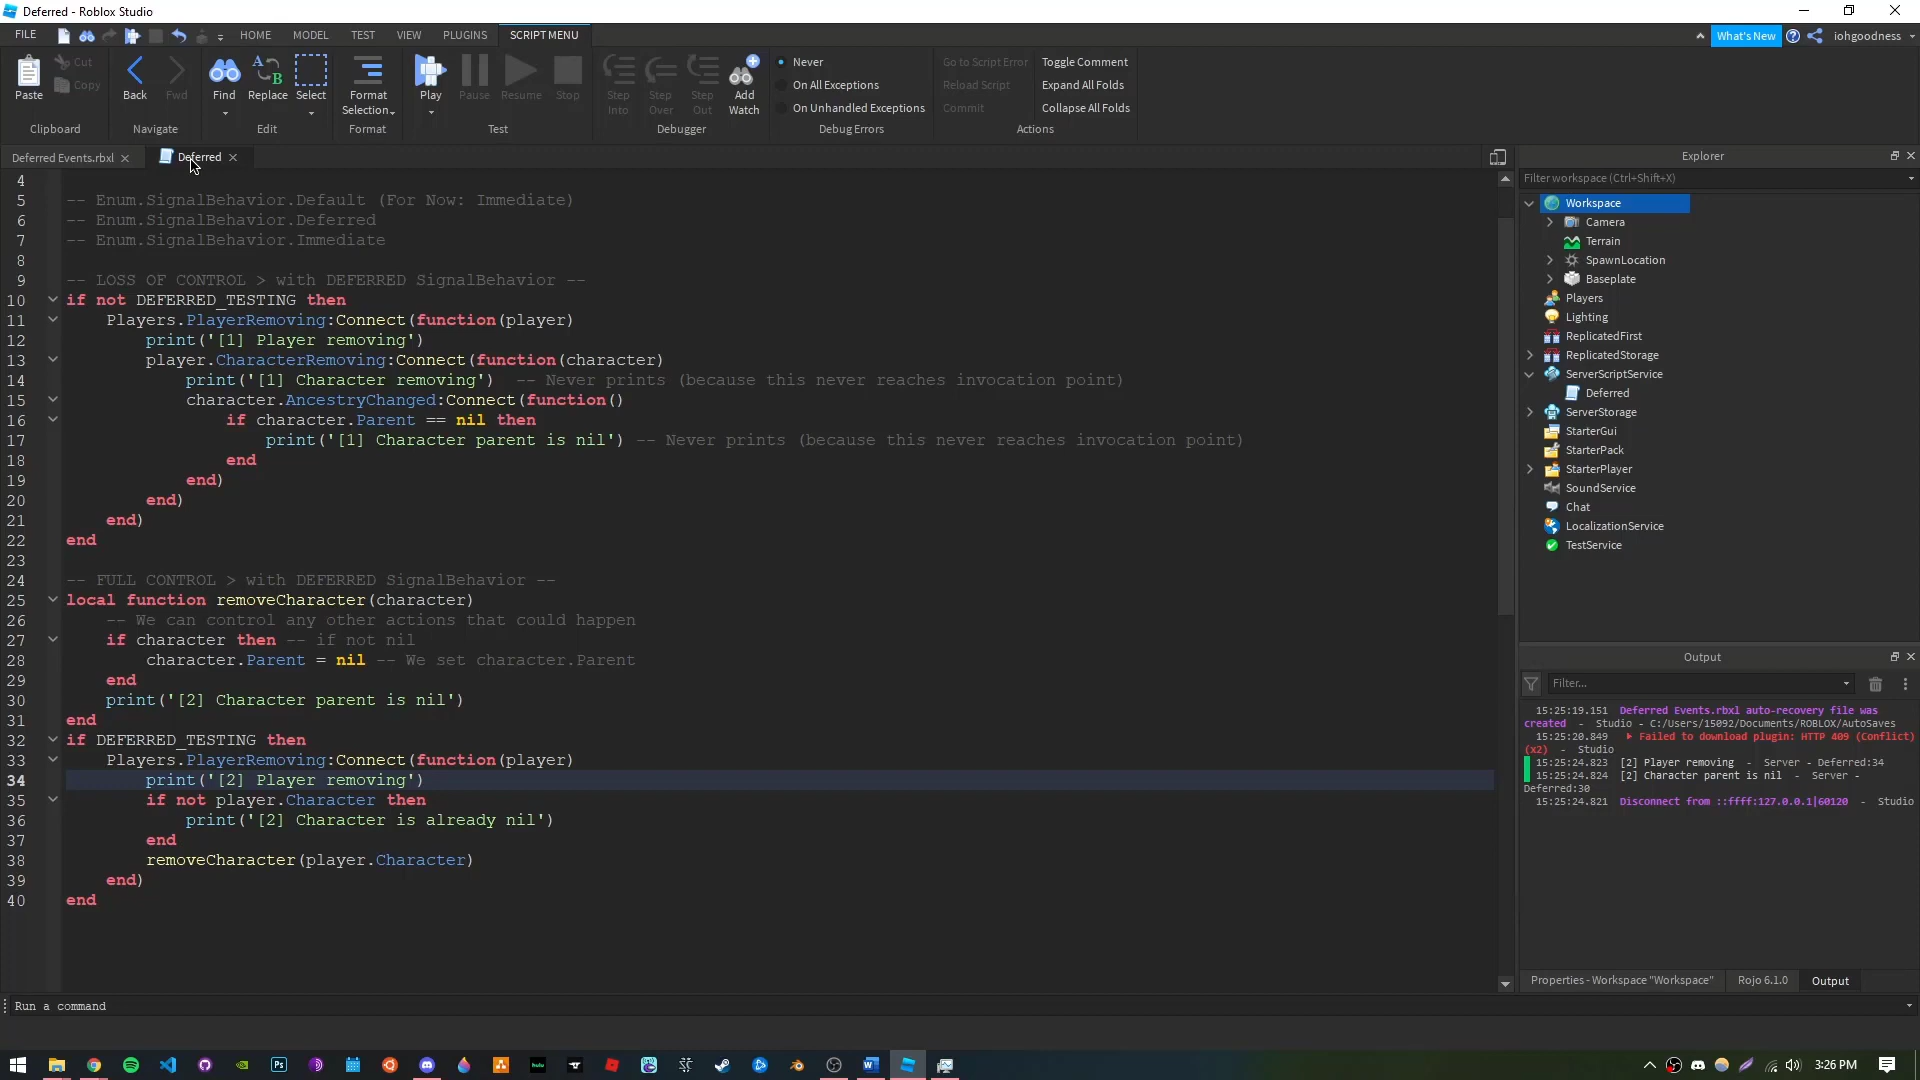 Deferred - Roblox Studio
FILE
HOME
MODEL
TEST
VIEW
PLUGINS
SCRIPT MENU
What's New
iohgoodness
Paste
Cut
Copy
Clipboard
Back
Fwd
Navigate
Find
Replace
Select
Edit
Format
Selection
Format
Play
Pause
Resume
Stop
Test
Step
Into
Step
Over
Step
Out
Add
Watch
Debugger
Never
On All Exceptions
On Unhandled Exceptions
Debug Errors
Go to Script Error
Reload Script
Commit
Toggle Comment
Expand All Folds
Collapse All Folds
Actions
Deferred Events.rbxl
Deferred
4
5 -- Enum.SignalBehavior.Default (For Now: Immediate)
6 -- Enum.SignalBehavior.Deferred
7 -- Enum.SignalBehavior.Immediate
8
9 -- LOSS OF CONTROL > with DEFERRED SignalBehavior --
10 if not DEFERRED_TESTING then
11 Players.PlayerRemoving:Connect(function(player)
12 print('[1] Player removing')
13 player.CharacterRemoving:Connect(function(character)
14 print('[1] Character removing') -- Never prints (because this never reaches invocation point)
15 character.AncestryChanged:Connect(function()
16 if character.Parent == nil then
17 print('[1] Character parent is nil') -- Never prints (because this never reaches invocation point)
18 end
19 end)
20 end)
21 end)
22 end
23
24 -- FULL CONTROL > with DEFERRED SignalBehavior --
25 local function removeCharacter(character)
26 -- We can control any other actions that could happen
27 if character then -- if not nil
28 character.Parent = nil -- We set character.Parent
29 end
30 print('[2] Character parent is nil')
31 end
32 if DEFERRED_TESTING then
33 Players.PlayerRemoving:Connect(function(player)
34 print('[2] Player removing')
35 if not player.Character then
36 print('[2] Character is already nil')
37 end
38 removeCharacter(player.Character)
39 end)
40 end
Explorer
Filter workspace (Ctrl+Shift+X)
Workspace
Camera
Terrain
SpawnLocation
Baseplate
Players
Lighting
ReplicatedFirst
ReplicatedStorage
ServerScriptService
Deferred
ServerStorage
StarterGui
StarterPack
StarterPlayer
SoundService
Chat
LocalizationService
TestService
Output
Filter...
15:25:19.151 Deferred Events.rbxl auto-recovery file was
created - Studio - C:/Users/15092/Documents/ROBLOX/AutoSaves
15:25:20.849 Failed to download plugin: HTTP 409 (Conflict)
(x2) - Studio
15:25:24.823 [2] Player removing - Server - Deferred:34
15:25:24.824 [2] Character parent is nil - Server -
Deferred:30
15:25:24.821 Disconnect from ::ffff:127.0.0.1|60120 - Studio
Properties - Workspace "Workspace"
Rojo 6.1.0
Output
Run a command
Ps
hulu
W
3:26 PM